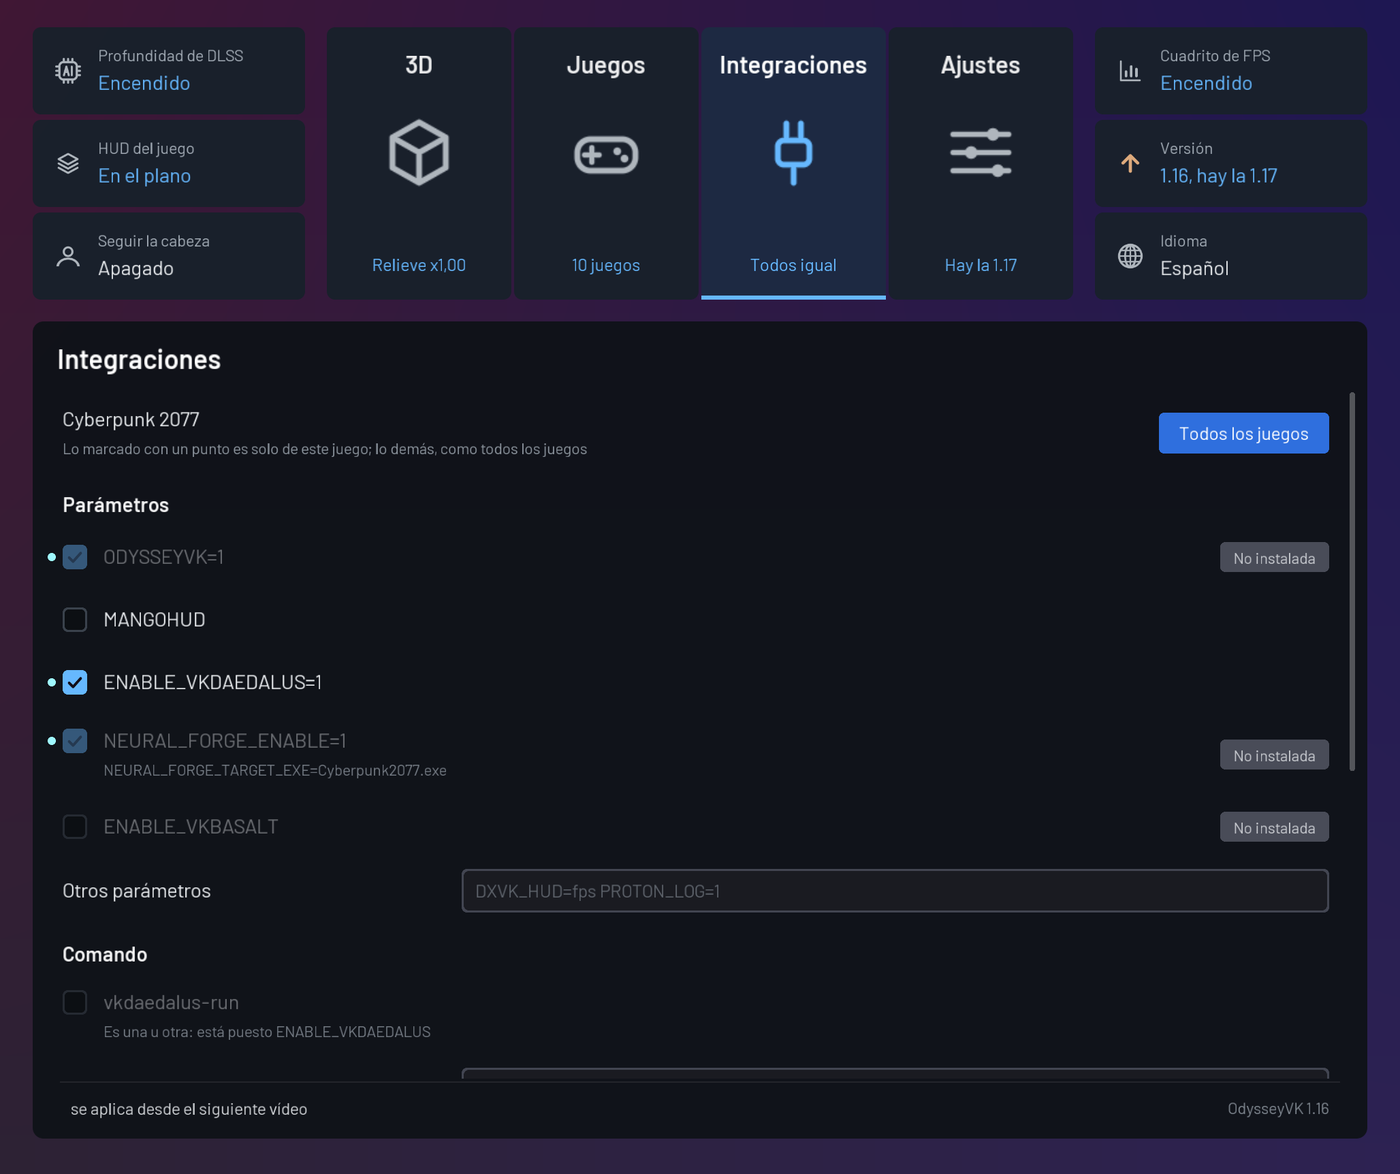 Profundidad de DLSS
Encendido
HUD del juego
En el plano
Seguir la cabeza
Apagado
3D
Relieve x1,00
Juegos
10 juegos
Integraciones
Todos igual
Ajustes
Hay la 1.17
Cuadrito de FPS
Encendido
Versión
1.16, hay la 1.17
Idioma
Español
Integraciones
Cyberpunk 2077
Lo marcado con un punto es solo de este juego; lo demás, como todos los juegos
Todos los juegos
Parámetros
ODYSSEYVK=1
No instalada
MANGOHUD
ENABLE_VKDAEDALUS=1
NEURAL_FORGE_ENABLE=1
NEURAL_FORGE_TARGET_EXE=Cyberpunk2077.exe
No instalada
ENABLE_VKBASALT
No instalada
Otros parámetros
DXVK_HUD=fps PROTON_LOG=1
Comando
vkdaedalus-run
Es una u otra: está puesto ENABLE_VKDAEDALUS
se aplica desde el siguiente vídeo
OdysseyVK 1.16